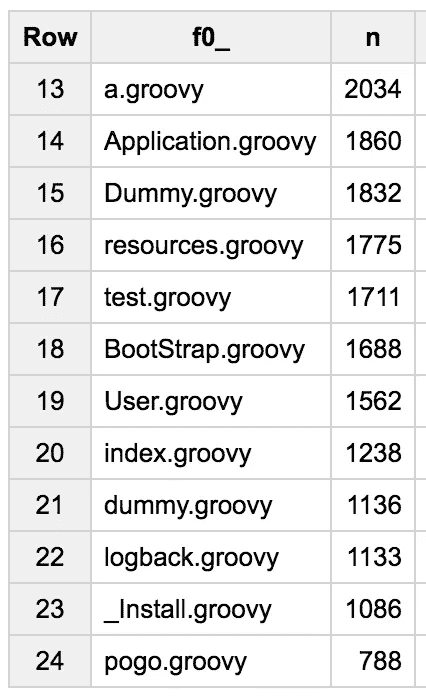 Row f0_ n
13 a.groovy 2034
14 Application.groovy 1860
15 Dummy.groovy 1832
16 resources.groovy 1775
17 test.groovy 1711
18 BootStrap.groovy 1688
19 User.groovy 1562
20 index.groovy 1238
21 dummy.groovy 1136
22 logback.groovy 1133
23 _Install.groovy 1086
24 pogo.groovy 788